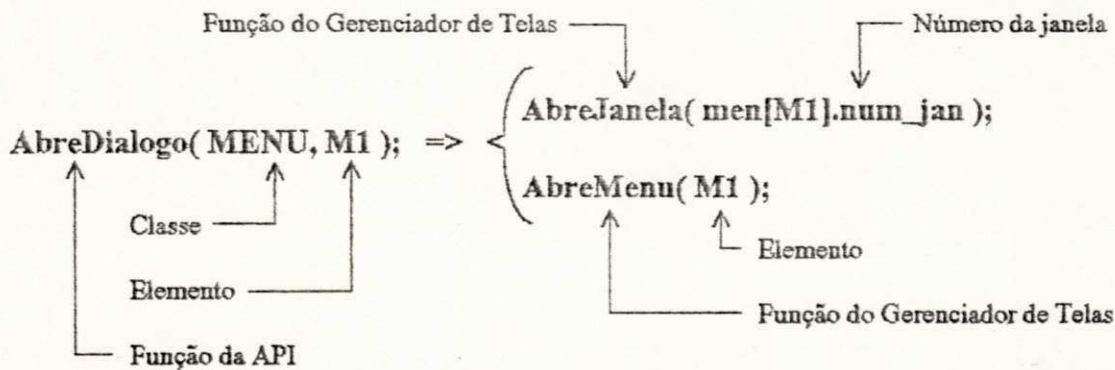 Função do Gerenciador de Telas
Número da janela
AbreJanela( men[M1].num_jan );
AbreDialogo( MENU, M1 ); =>
AbreMenu( M1 );
Classe
Elemento
Elemento
Função do Gerenciador de Telas
Função da API